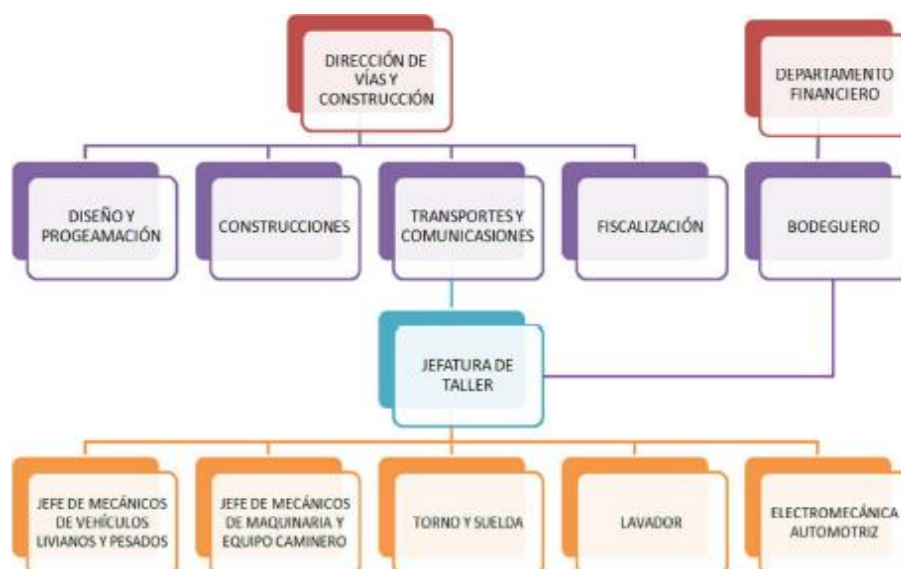 DIRECCIÓN DE
VÍAS Y
CONSTRUCCIÓN
DEPARTAMENTO
FINANCIERO
DISEÑO Y
PROGEAMACIÓN
CONSTRUCCIONES
TRANSPORTES Y
COMUNICASIONES
FISCALIZACIÓN
BODEGUERO
JEFATURA DE
TALLER
JEFE DE MECÁNICOS
DE VEHÍCULOS
LIVIANOS Y PESADOS
JEFE DE MECÁNICOS
DE MAQUINARIA Y
EQUIPO CAMINERO
TORNO Y SUELDA
LAVADOR
ELECTROMECÁNICA
AUTOMOTRIZ